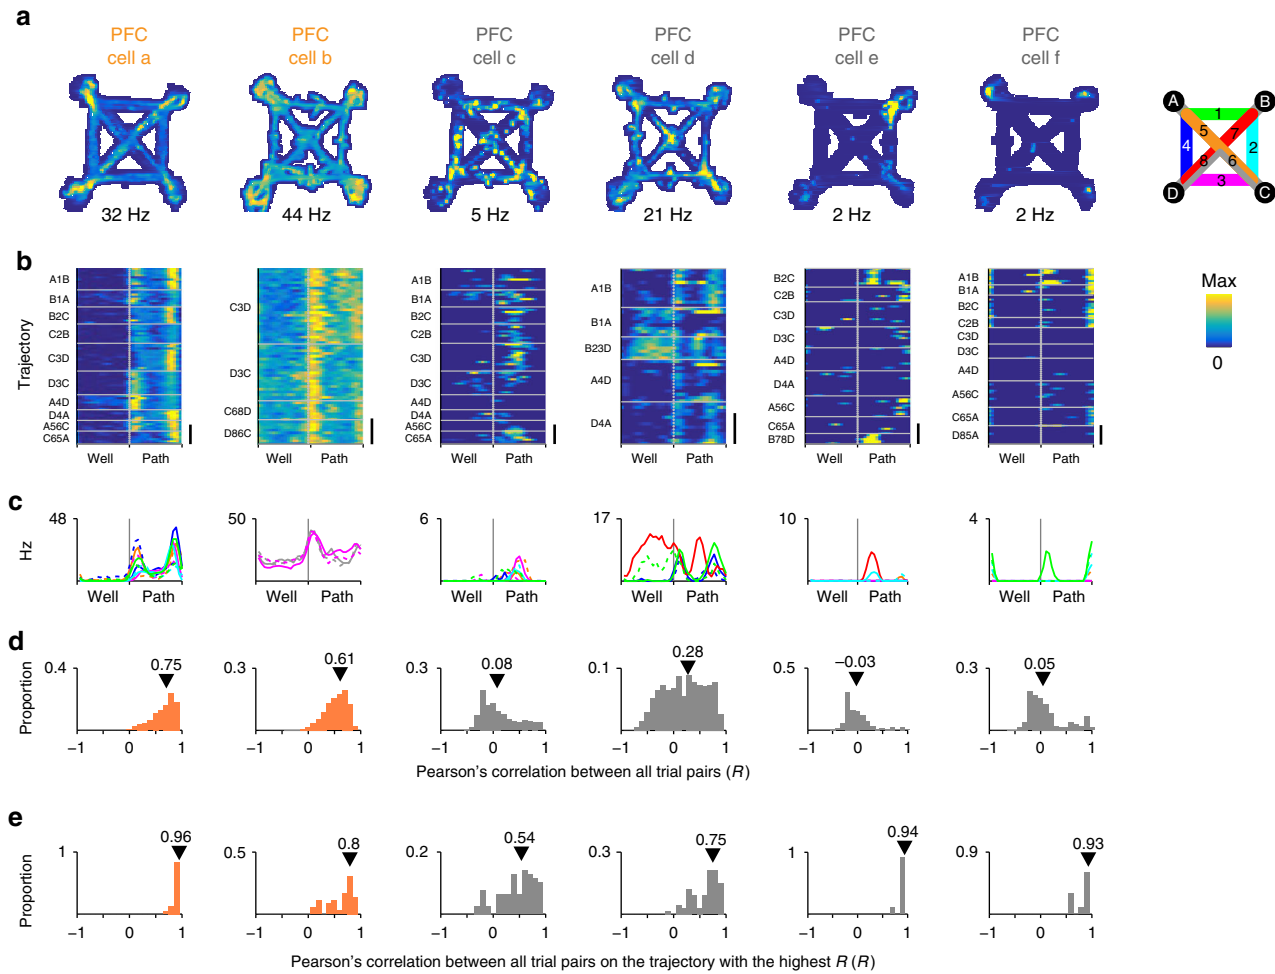 a
PFC
cell a
PFC
cell b
PFC
cell c
PFC
cell d
PFC
cell e
PFC
cell f
32 Hz
44 Hz
5 Hz
21 Hz
2 Hz
2 Hz
A
B
1
5
7
4
2
8
6
3
D
C
b
Trajectory
A1B
B1A
B2C
C2B
C3D
D3C
A4D
D4A
A56C
C65A
Well Path
C3D
D3C
C68D
D86C
Well Path
A1B
B1A
B2C
C2B
C3D
D3C
A4D
D4A
A56C
C65A
Well Path
A1B
B1A
B23D
A4D
D4A
Well Path
B2C
C2B
C3D
D3C
A4D
D4A
A56C
C65A
B78D
Well Path
A1B
B1A
B2C
C2B
C3D
D3C
A4D
A56C
C65A
D85A
Well Path
Max
0
c
Hz
48
50
6
17
10
4
Well Path
Well Path
Well Path
Well Path
Well Path
Well Path
d
Proportion
0.4
0.75
0.3
0.61
0.3
0.08
0.1
0.28
0.5
−0.03
0.3
0.05
−1 0 1
−1 0 1
−1 0 1
−1 0 1
−1 0 1
−1 0 1
Pearson's correlation between all trial pairs (R)
e
Proportion
1
0.96
0.5
0.8
0.2
0.54
0.3
0.75
1
0.94
0.9
0.93
−1 0 1
−1 0 1
−1 0 1
−1 0 1
−1 0 1
−1 0 1
Pearson's correlation between all trial pairs on the trajectory with the highest R (R)